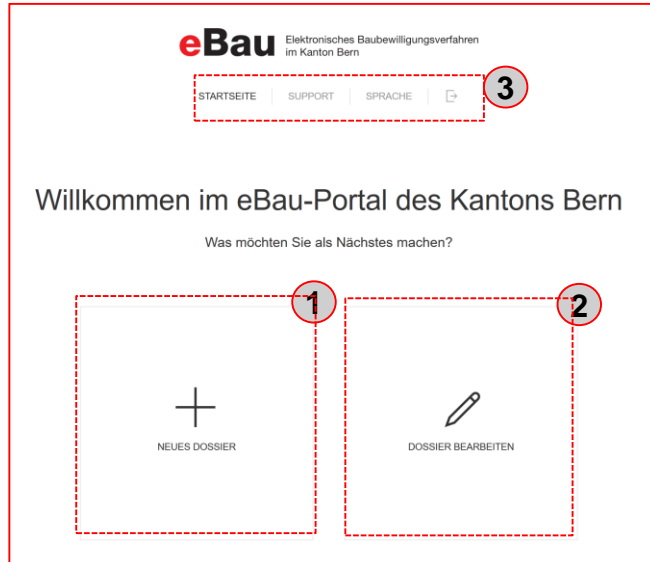 eBau Elektronisches Baubewilligungsverfahren
im Kanton Bern
STARTSEITE SUPPORT SPRACHE 3
Willkommen im eBau-Portal des Kantons Bern
Was möchten Sie als Nächstes machen?
1 2
NEUES DOSSIER DOSSIER BEARBEITEN